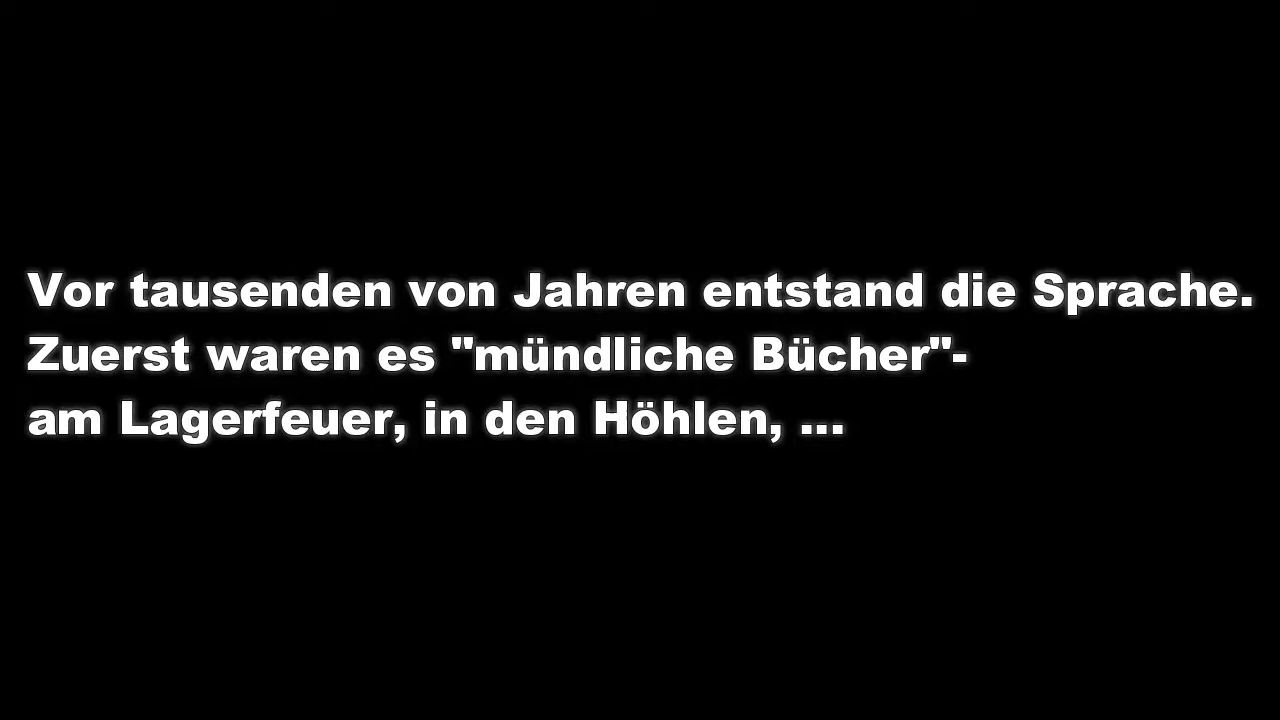 Vor tausenden von Jahren entstand die Sprache.
Zuerst waren es "mündliche Bücher"-
am Lagerfeuer, in den Höhlen, ...